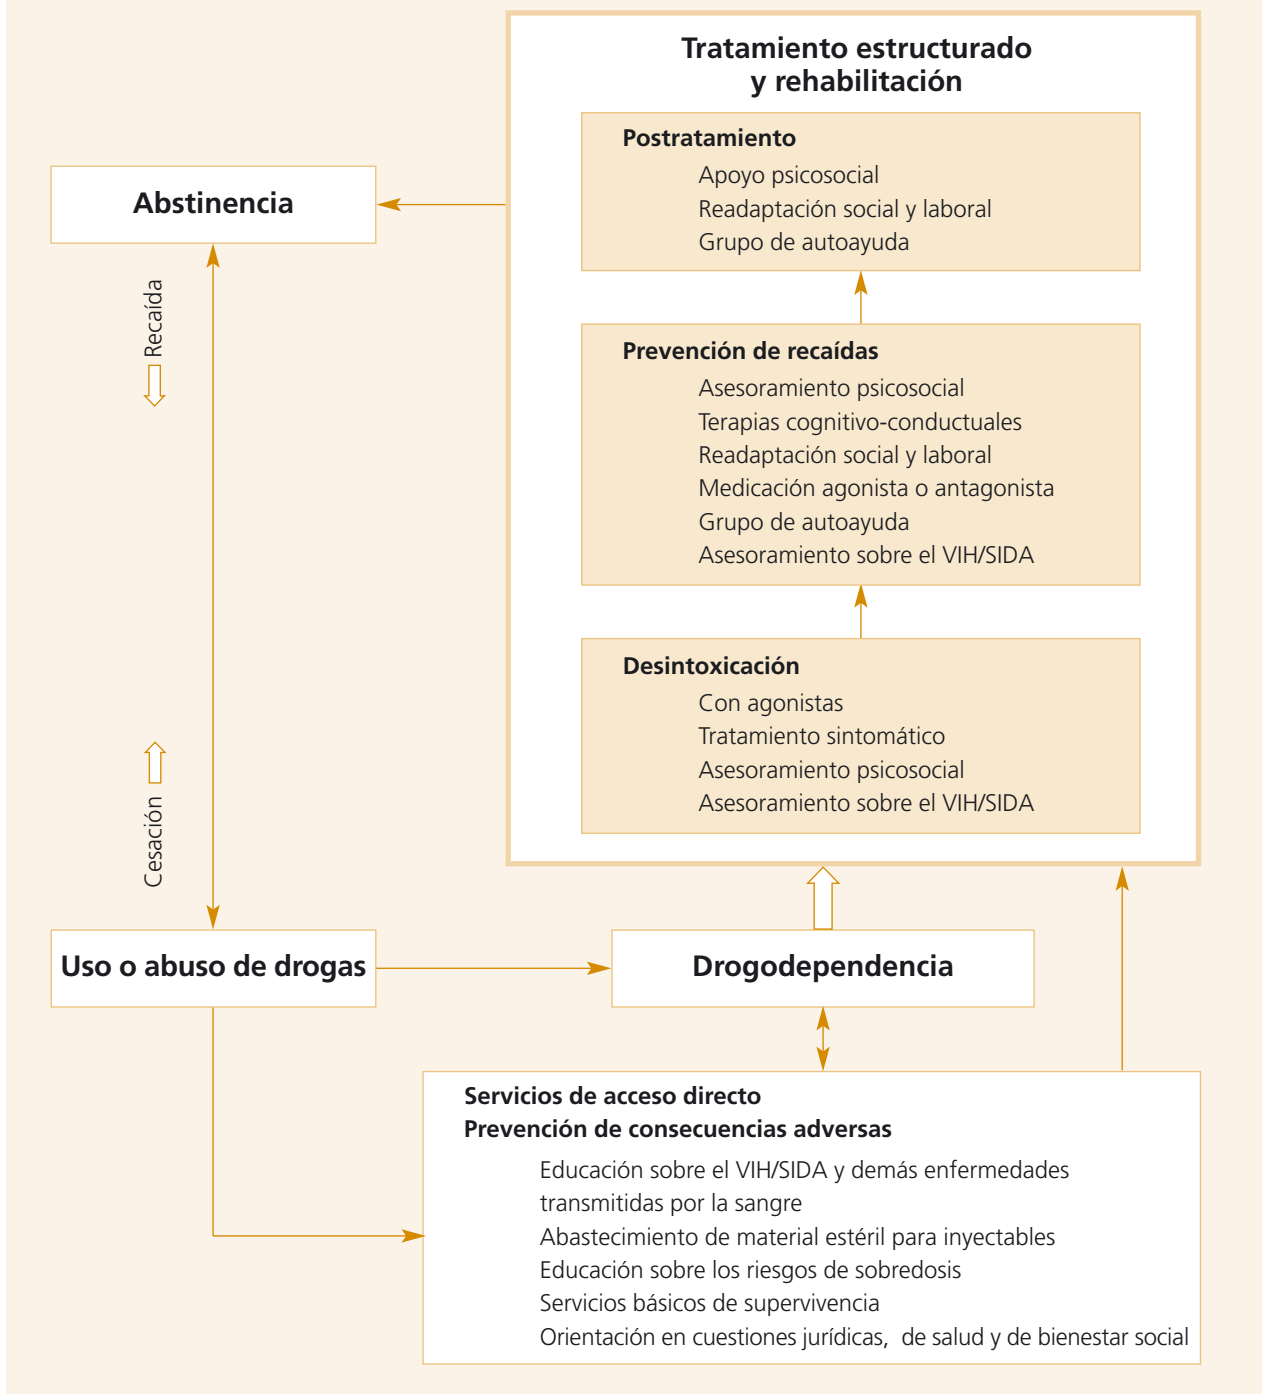 Tratamiento estructurado
y rehabilitación
Postratamiento
Apoyo psicosocial
Readaptación social y laboral
Grupo de autoayuda
Abstinencia
Recaída
Prevención de recaídas
Asesoramiento psicosocial
Terapias cognitivo-conductuales
Readaptación social y laboral
Medicación agonista o antagonista
Grupo de autoayuda
Asesoramiento sobre el VIH/SIDA
Desintoxicación
Con agonistas
Tratamiento sintomático
Asesoramiento psicosocial
Asesoramiento sobre el VIH/SIDA
Cesación
Uso o abuso de drogas
Drogodependencia
Servicios de acceso directo
Prevención de consecuencias adversas
Educación sobre el VIH/SIDA y demás enfermedades
transmitidas por la sangre
Abastecimiento de material estéril para inyectables
Educación sobre los riesgos de sobredosis
Servicios básicos de supervivencia
Orientación en cuestiones jurídicas, de salud y de bienestar social